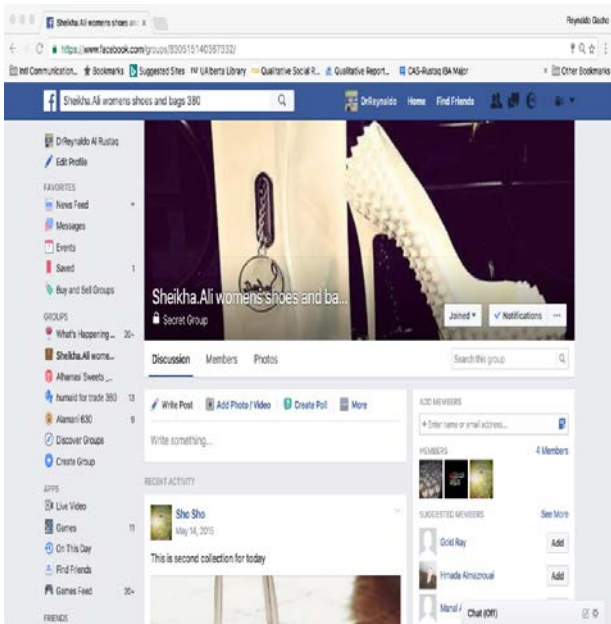 Sheikha.Ali womens shoes and
Reynaldo Gacho
https://www.facebook.com/groups/830515140387332/
Intl Communication...
Bookmarks
Suggested Sites
UAlberta Library
Qualitative Social R...
Qualitative Report...
CAS-Rustaq IBA Major
Other Bookmarks
Sheikha.Ali womens shoes and bags 380
DrReynaldo
Home
Find Friends
DrReynaldo Al Rustaq
Edit Profile
FAVORITES
News Feed
Messages
Events
Saved 1
Buy and Sell Groups
GROUPS
What's Happening ... 20+
Sheikha.Ali wome...
Alhamasi Sweets _...
humaid for trade 380 13
Alamani 630 9
Discover Groups
Create Group
APPS
Live Video
Games 11
On This Day
Find Friends
Games Feed 20+
FRIENDS
Sheikha.Ali womens shoes and ba...
Secret Group
Joined
Notifications
Discussion
Members
Photos
Search this group
Write Post
Add Photo / Video
Create Poll
More
Write something...
RECENT ACTIVITY
Sho Sho
May 14, 2015
This is second collection for today
ADD MEMBERS
+ Enter name or email address...
MEMBERS
4 Members
SUGGESTED MEMBERS
See More
Gold Ray
Add
Hmada Almazrouai
Add
Manal
Chat (Off)